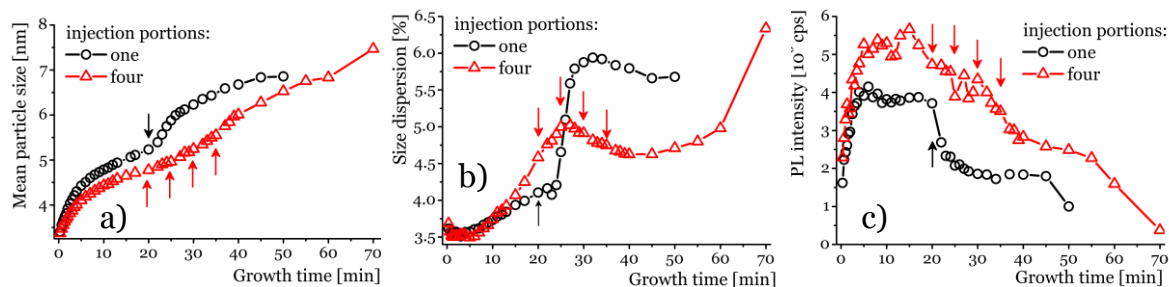 injection portions:
one
four
a)
Mean particle size [nm]
8
7
6
5
4
0
10
20
30
40
50
60
70
Growth time [min]
injection portions:
one
four
b)
Size dispersion [%]
6.5
6.0
5.5
5.0
4.5
4.0
3.5
0
10
20
30
40
50
60
70
Growth time [min]
injection portions:
one
four
c)
6
5
4
3
2
1
0
0
10
20
30
40
50
60
70
Growth time [min]